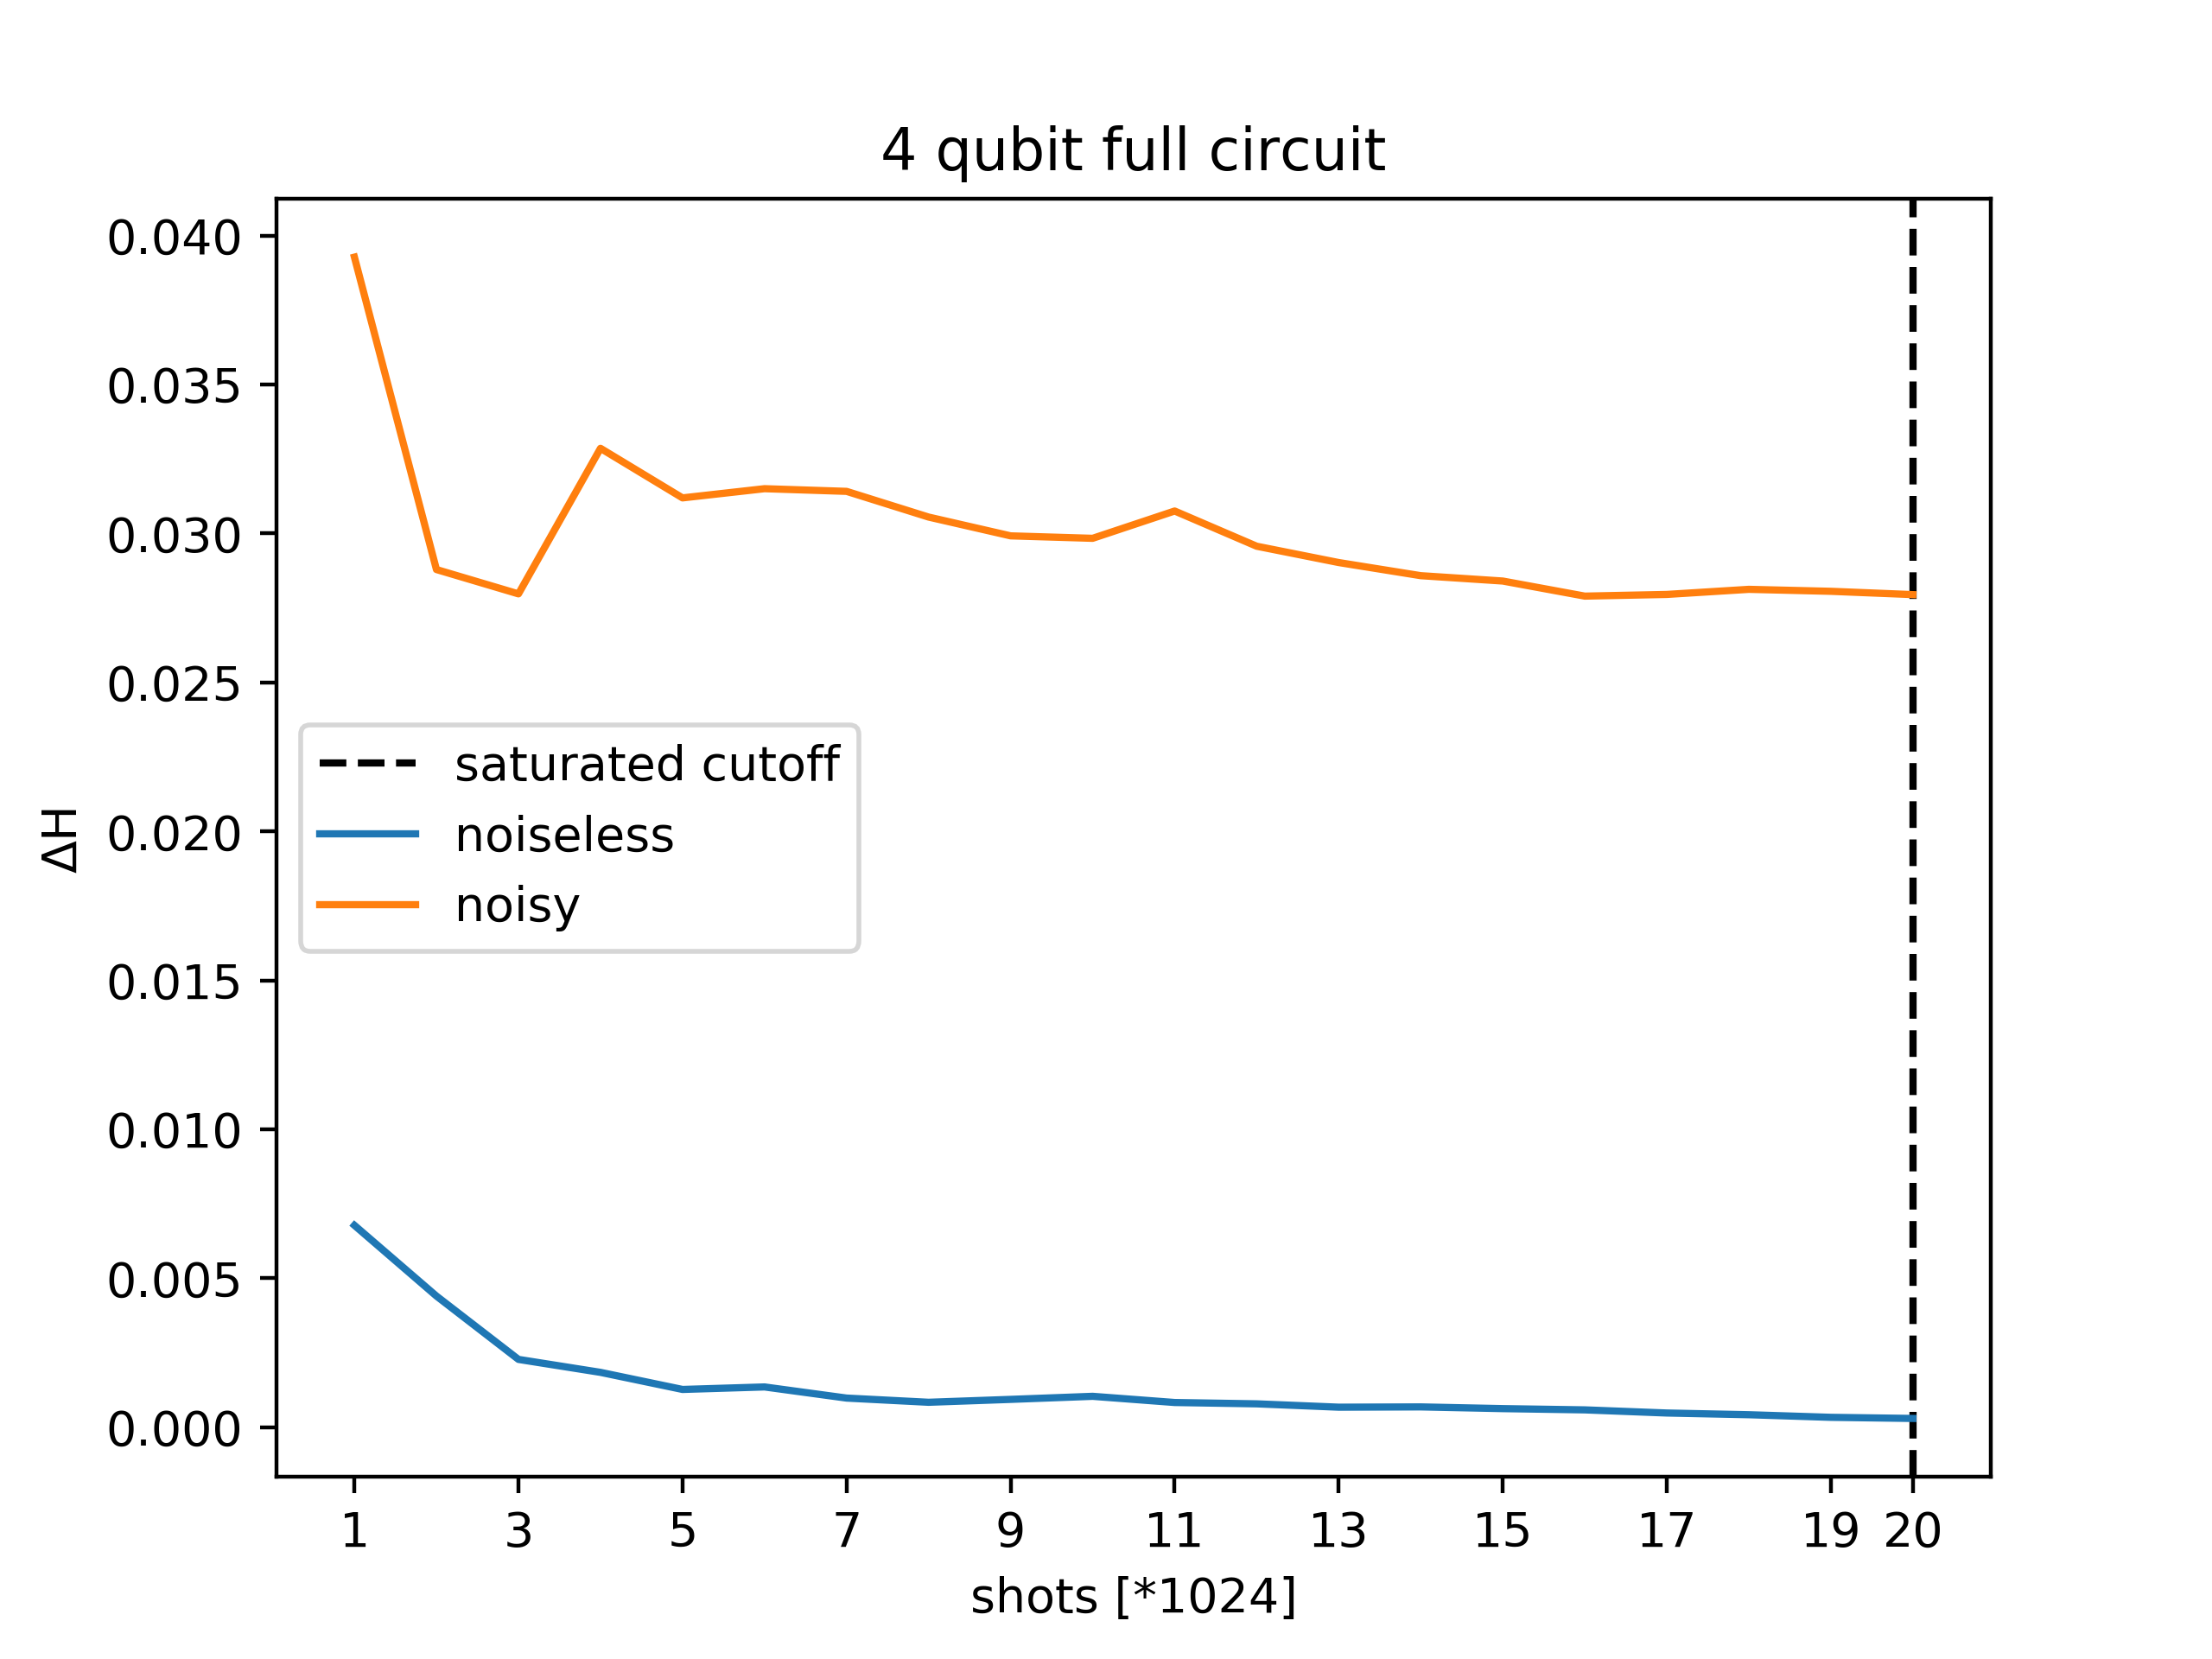 4 qubit full circuit
0.040
0.035
0.030
0.025
0.020
0.015
0.010
0.005
0.000
ΔH
saturated cutoff
noiseless
noisy
1 3 5 7 9 11 13 15 17 19 20
shots [*1024]